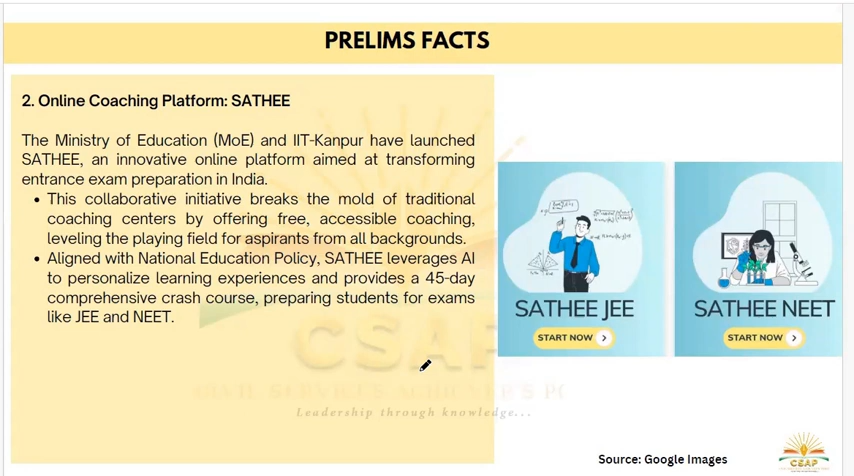 PRELIMS FACTS
2. Online Coaching Platform: SATHEE
The Ministry of Education (MoE) and IIT-Kanpur have launched
SATHEE, an innovative online platform aimed at transforming
entrance exam preparation in India.
• This collaborative initiative breaks the mold of traditional
coaching centers by offering free, accessible coaching,
leveling the playing field for aspirants from all backgrounds.
• Aligned with National Education Policy, SATHEE leverages AI
to personalize learning experiences and provides a 45-day
comprehensive crash course, preparing students for exams
like JEE and NEET.
SATHEE JEE
START NOW
SATHEE NEET
START NOW
CSAP
CIVIL SERVICES ACHIEVER'S PO
Leadership through knowledge...
Source: Google Images
CSAP